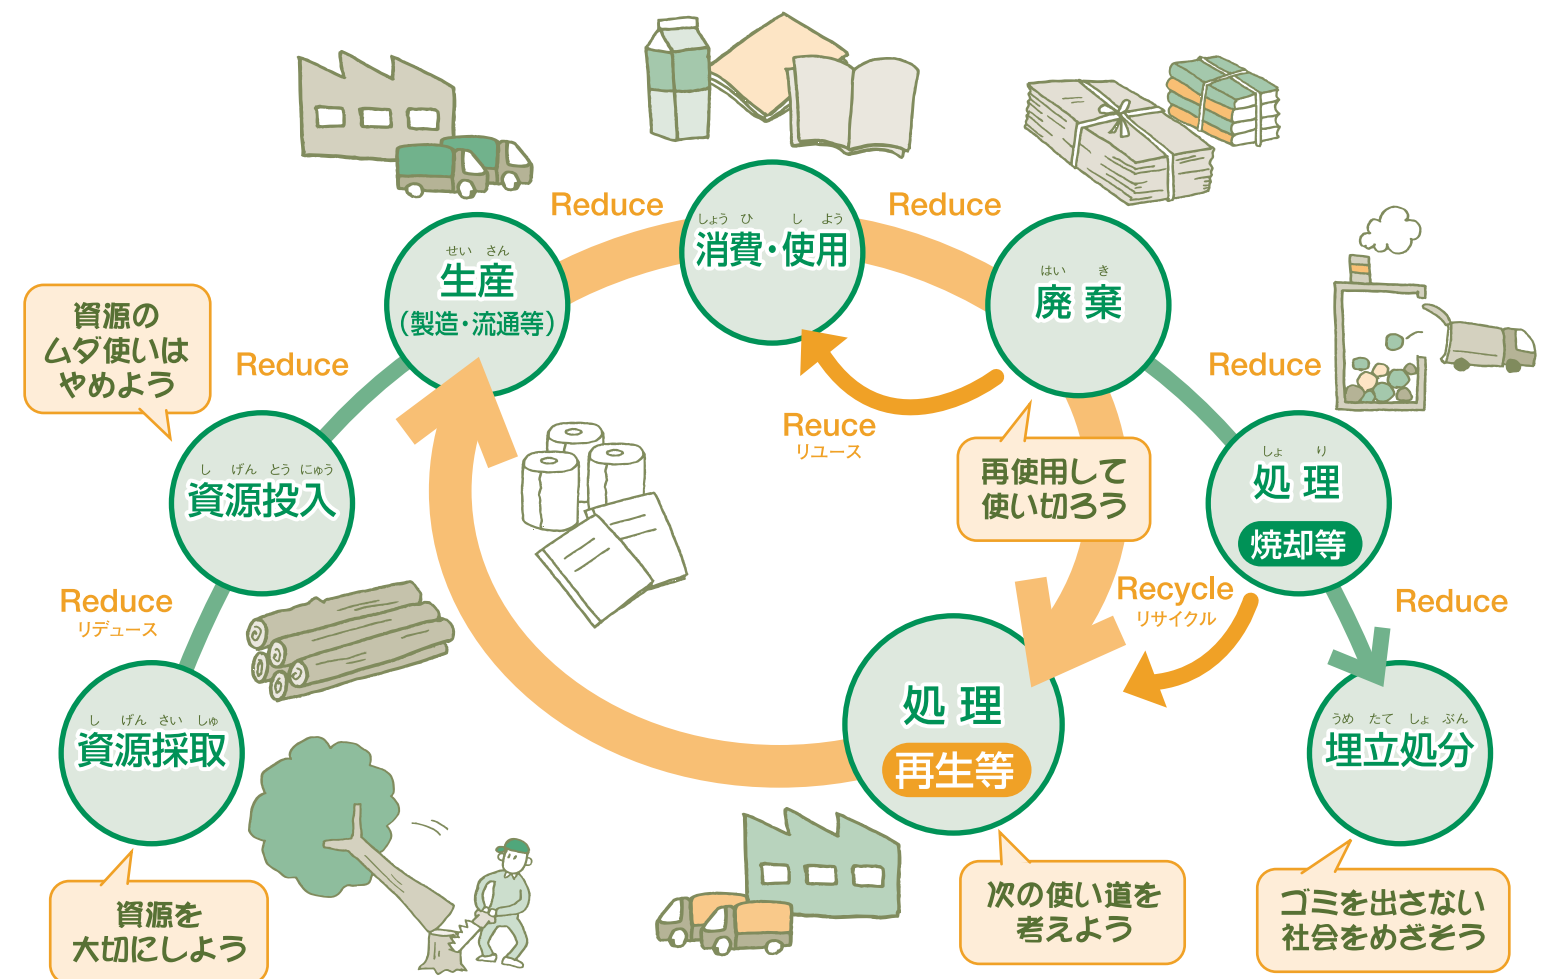 Reduce
Reduce
しょう ひ し よう
消費・使用
せい さん
生産
(製造・流通等)
はい き
廃棄
資源の
ムダ使いは
やめよう
Reduce
Reduce
Reuce
リユース
し げん とう にゅう
資源投入
再使用して
使い切ろう
しょ り
処理
焼却等
Reduce
リデュース
Recycle
リサイクル
Reduce
し げん さい しゅ
資源採取
処理
再生等
うめ たて しょ ぶん
埋立処分
資源を
大切にしよう
次の使い道を
考えよう
ゴミを出さない
社会をめざそう